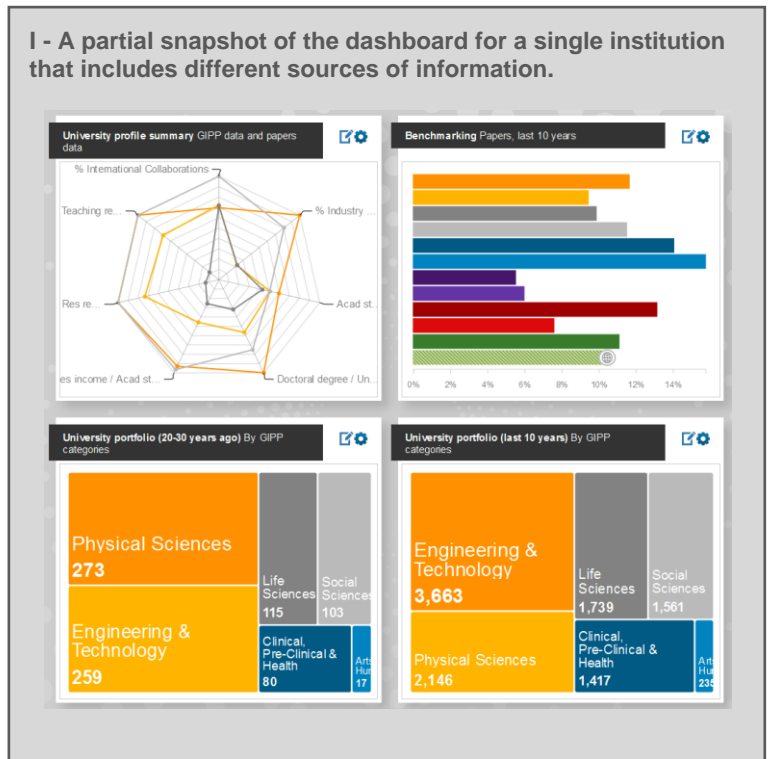 I - A partial snapshot of the dashboard for a single institution
that includes different sources of information.
University profile summary GIPP data and papers
data
% International Collaborations
Teaching re...
% Industry ...
Res re...
Acad st...
es income / Acad st...
Doctoral degree / Un...
Benchmarking Papers, last 10 years
0% 2% 4% 6% 8% 10% 12% 14%
University portfolio (20-30 years ago) By GIPP
categories
Physical Sciences
273
Engineering &
Technology
259
Life
Sciences
115
Social
Sciences
103
Clinical,
Pre-Clinical &
Health
80
Arts
Hur
17
University portfolio (last 10 years) By GIPP
categories
Engineering &
Technology
3,663
Physical Sciences
2,146
Life
Sciences
1,739
Social
Sciences
1,561
Clinical,
Pre-Clinical &
Health
1,417
Arts
Hur
235